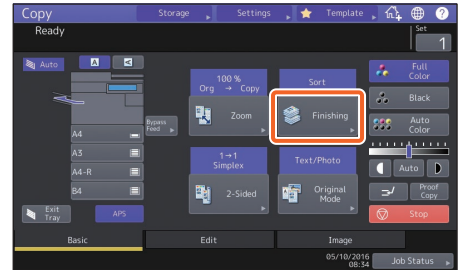 Copy
Storage
Settings
Template
?
Ready
Set
1
Auto
A
A4
A3
A4-R
B4
Bypass
Feed
Exit
Tray
APS
100 %
Org → Copy
Zoom
Sort
Finishing
1→1
Simplex
2-Sided
Text/Photo
Original
Mode
Full
Color
Black
Auto
Color
Auto
Proof
Copy
Stop
Basic
Edit
Image
05/10/2016
08:34
Job Status